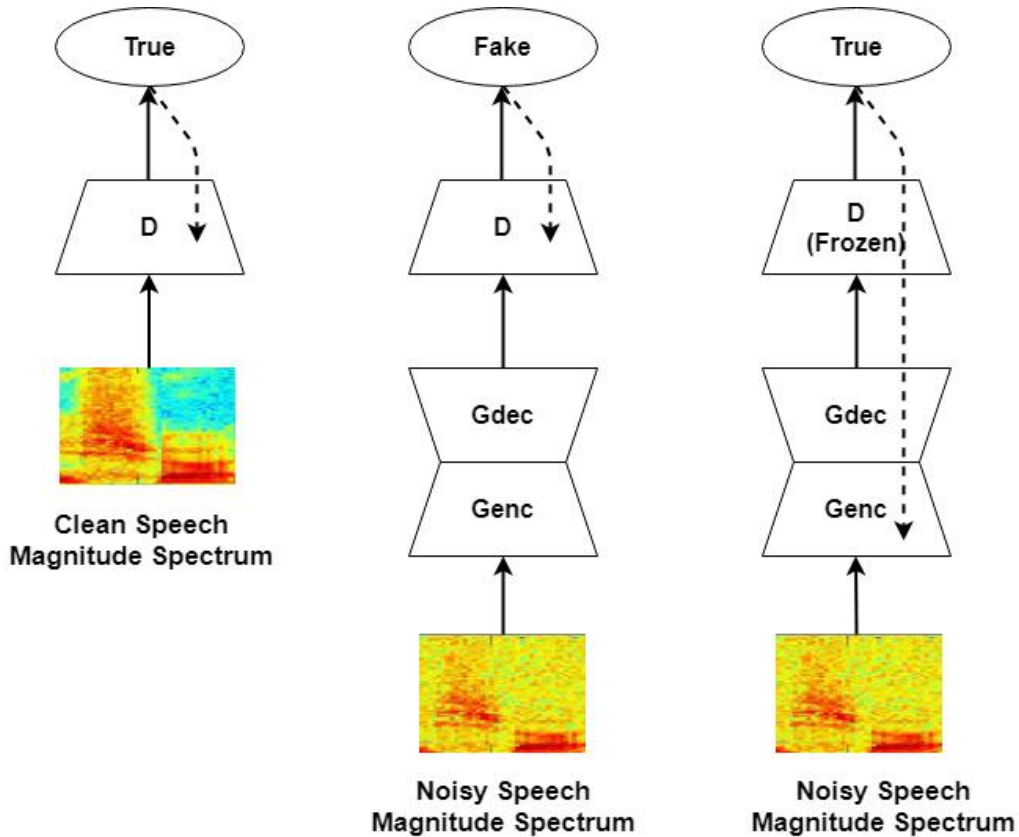 True
D
Clean Speech
Magnitude Spectrum
Fake
D
Gdec
Genc
Noisy Speech
Magnitude Spectrum
True
D
(Frozen)
Gdec
Genc
Noisy Speech
Magnitude Spectrum